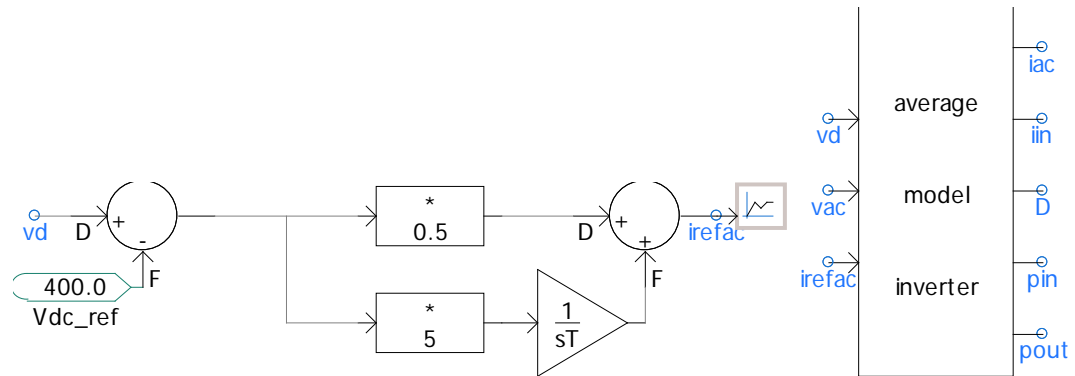 vd
D
+
-
F
400.0
Vdc_ref
*
0.5
*
5
1
sT
D
+
+
F
irefac
average
model
inverter
vd
vac
irefac
iac
iin
D
pin
pout